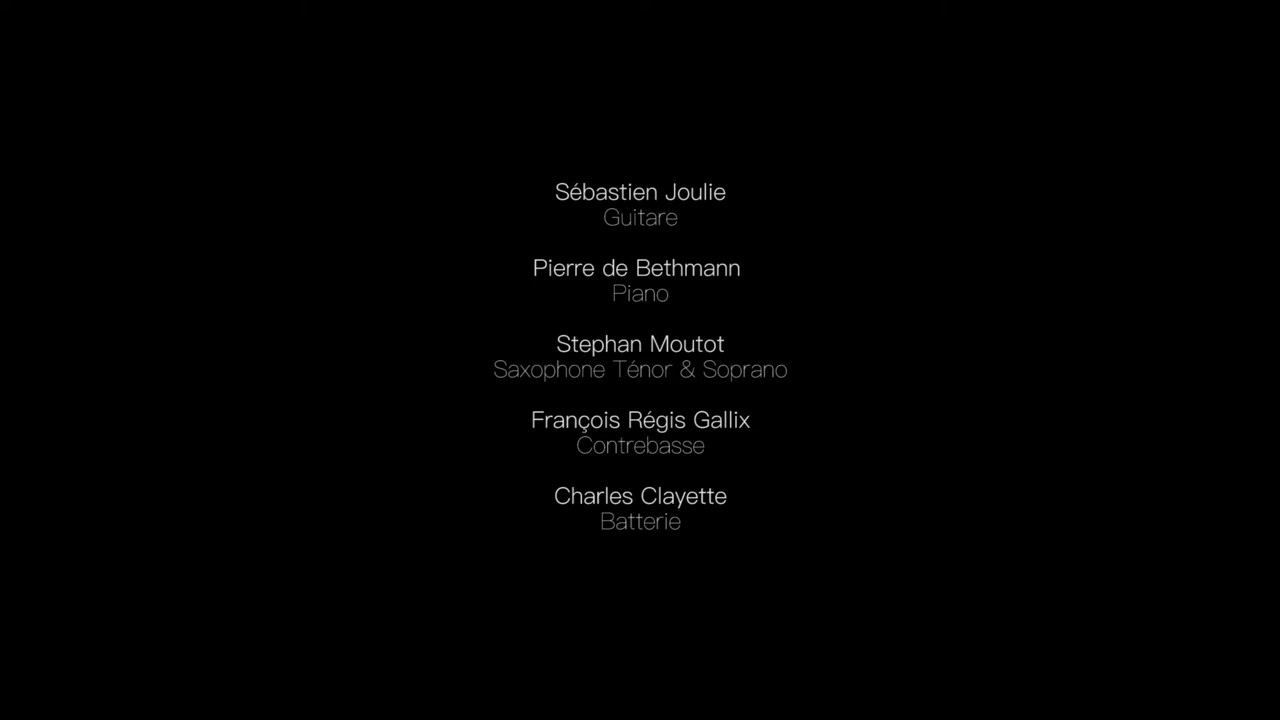 Sébastien Joulie
Guitare
Pierre de Bethmann
Piano
Stephan Moutot
Saxophone Ténor & Soprano
François Régis Gallix
Contrebasse
Charles Clayette
Batterie